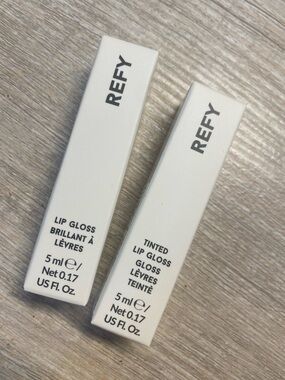 REFY
LIP GLOSS
BRILLANT À
LÈVRES
5 ml ℮/
Net 0.17
US Fl. Oz.
REFY
TINTED
LIP GLOSS
GLOSS
LÈVRES
TEINTÉ
5 ml ℮/
Net 0.17
US Fl. Oz.